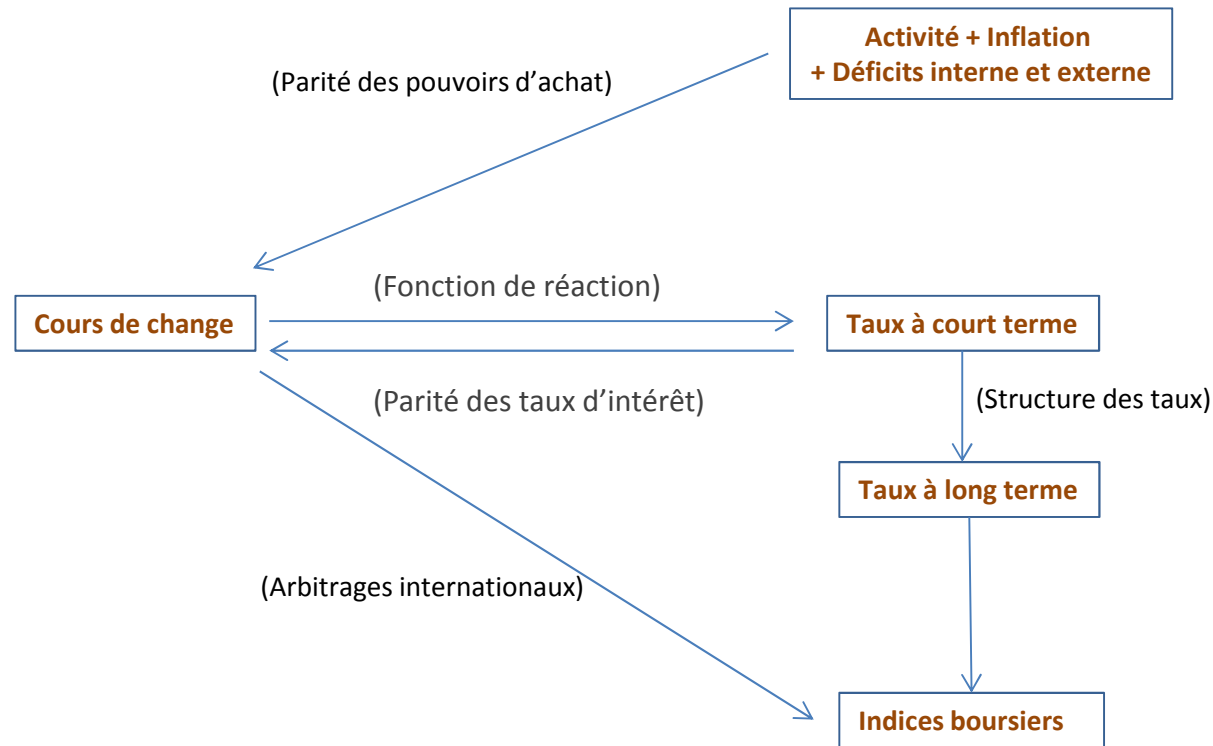 Activité + Inflation
+ Déficits interne et externe
(Parité des pouvoirs d’achat)
(Fonction de réaction)
Cours de change
Taux à court terme
(Parité des taux d’intérêt)
(Structure des taux)
Taux à long terme
(Arbitrages internationaux)
Indices boursiers